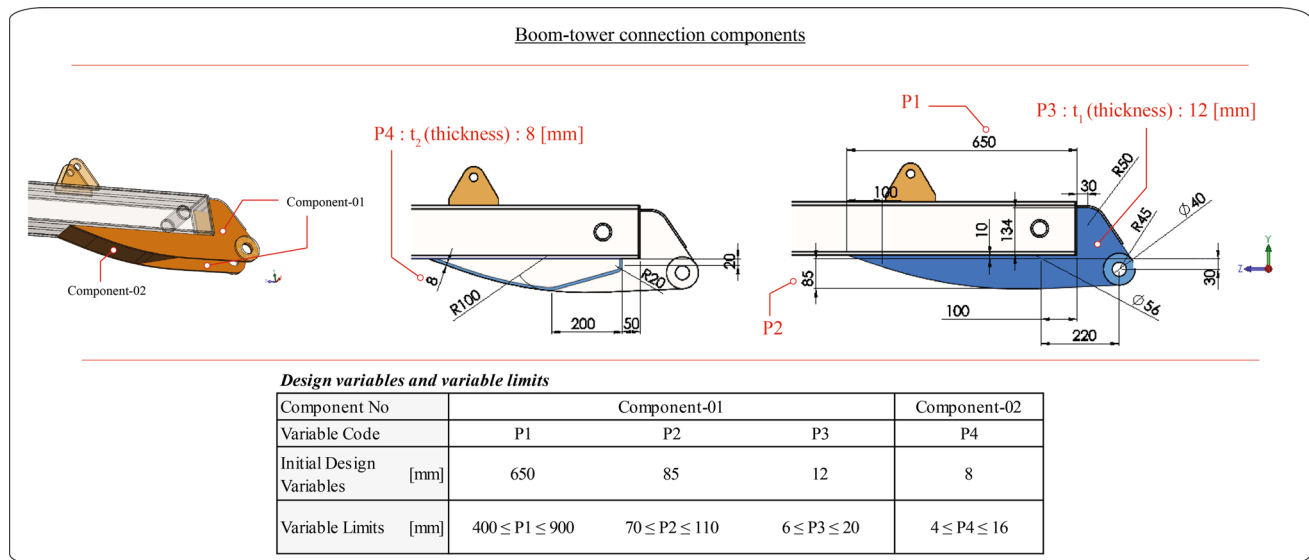 Boom-tower connection components
P1
P4 : t₂ (thickness) : 8 [mm]
P3 : t₁ (thickness) : 12 [mm]
650
R50
30
100
Component-01
R45
∅40
10
134
Y
Z
Component-02
8
R100
R20
20
85
30
P2
∅56
200
50
100
220
Design variables and variable limits
Component No Component-01 Component-02
Variable Code P1 P2 P3 P4
Initial Design
Variables [mm] 650 85 12 8
Variable Limits [mm] 400 ≤ P1 ≤ 900 70 ≤ P2 ≤ 110 6 ≤ P3 ≤ 20 4 ≤ P4 ≤ 16